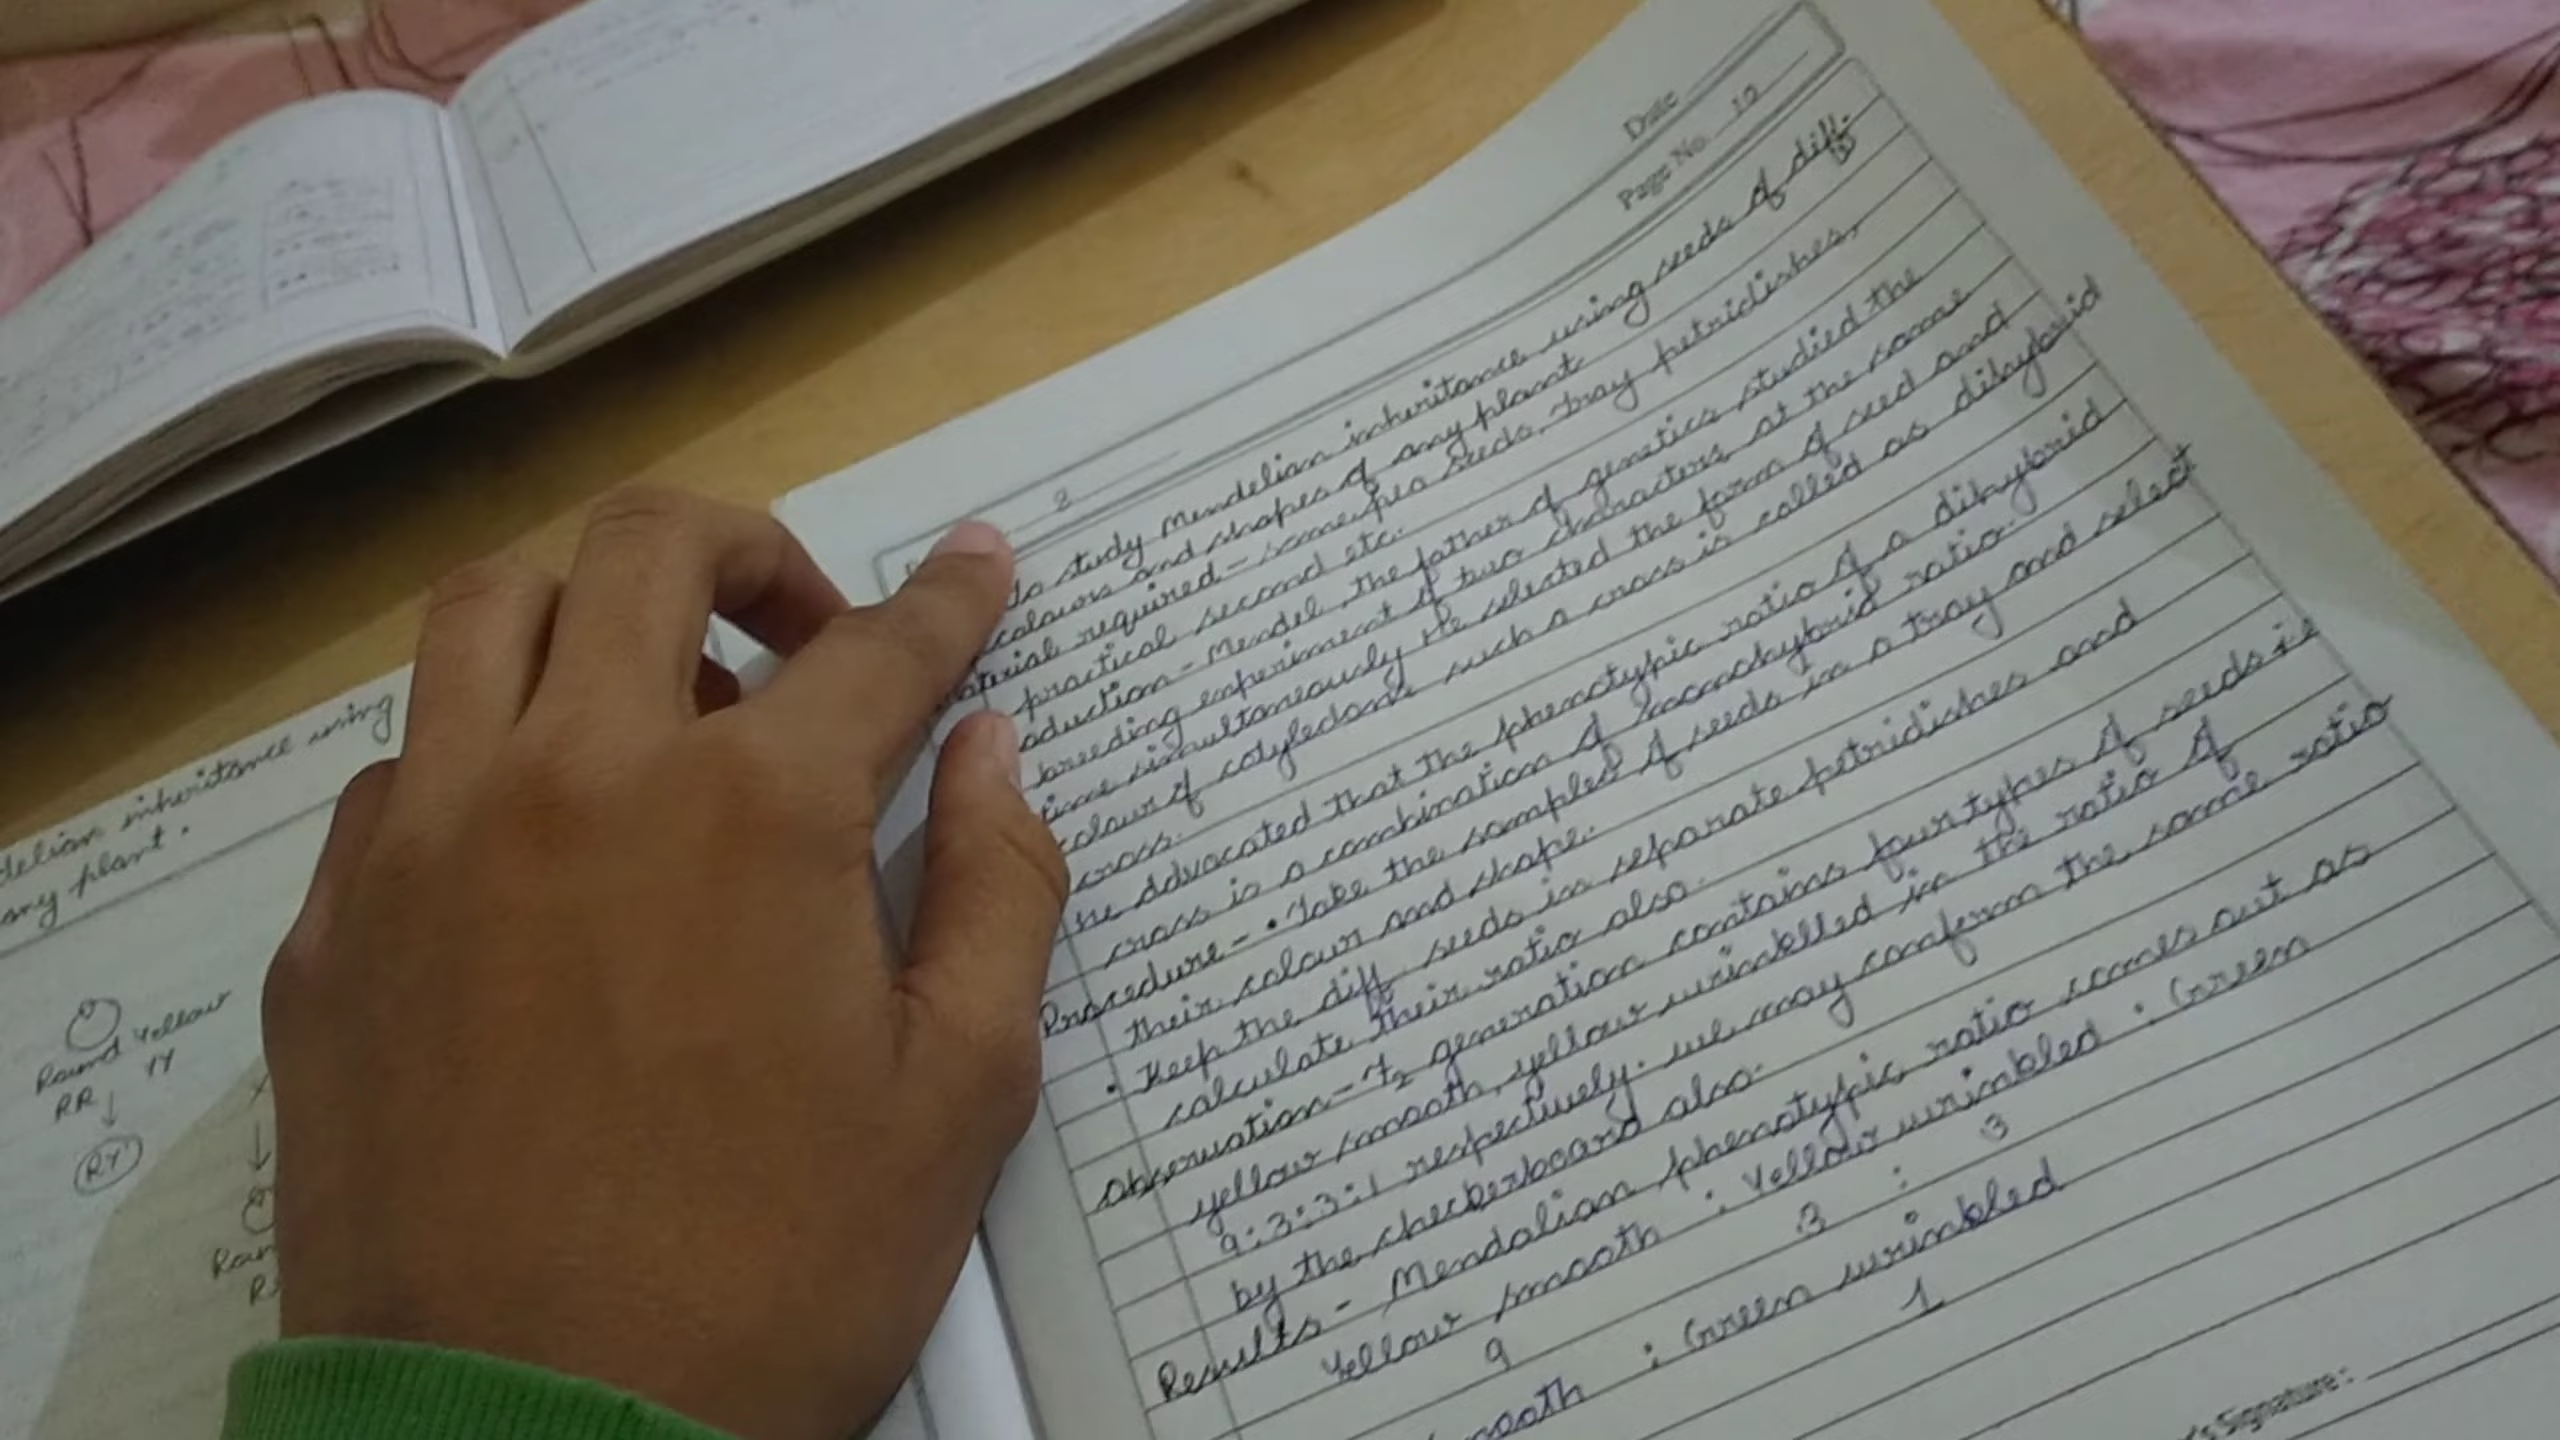 Date
Page No. 10
2
To study Mendelian inheritance using seeds of diff.
colours and shapes of any plant.
material required - some pea seeds, tray petridishes,
practical record etc.
oduction - Mendel, the father of genetics studied the
breeding experiment of two characters at the same
time simultaneously He selected the form of seed and
colour of cotyledons such a cross is called as dihybrid
cross.
He advocated that the phenotypic ratio of a dihybrid
cross is a combination of monohybrid ratio.
Procedure - • Take the samples of seeds in a tray and select
their colour and shape.
• Keep the diff seeds in separate petridishes and
calculate their ratio also.
Observation - F2 generation contains four types of seeds i.e
yellow smooth, yellow wrinkled in the ratio of
9:3:3:1 respectively. we may conform the same ratio
by the checkerboard also.
Results - Mendalian phenotypic ratio comes out as
Yellow smooth : Yellow wrinkled : Green
9 3 : 3
mooth : Green wrinkled
1
's Signature:
delian inheritance using
any plant.
Round Yellow
RR YY
RY
Roun
R